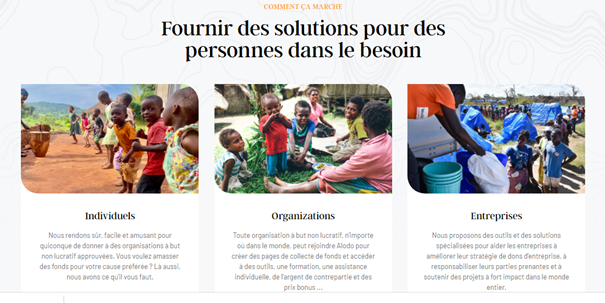 COMMENT ÇA MARCHE
Fournir des solutions pour des
personnes dans le besoin
Individuels
Nous rendons sûr, facile et amusant pour
quiconque de donner à des organisations à but
non lucratif approuvées. Vous voulez amasser
des fonds pour votre cause préférée ? Là aussi,
nous avons ce qu'il vous faut.
Organizations
Toute organisation à but non lucratif, n'importe
où dans le monde, peut rejoindre Alodo pour
créer des pages de collecte de fonds et accéder
à des outils, une formation, une assistance
individuelle, de l'argent de contrepartie et des
prix bonus ...
Entreprises
Nous proposons des outils et des solutions
spécialisées pour aider les entreprises à
améliorer leur stratégie de dons d'entreprise, à
responsabiliser leurs parties prenantes et à
soutenir des projets à fort impact dans le monde
entier.